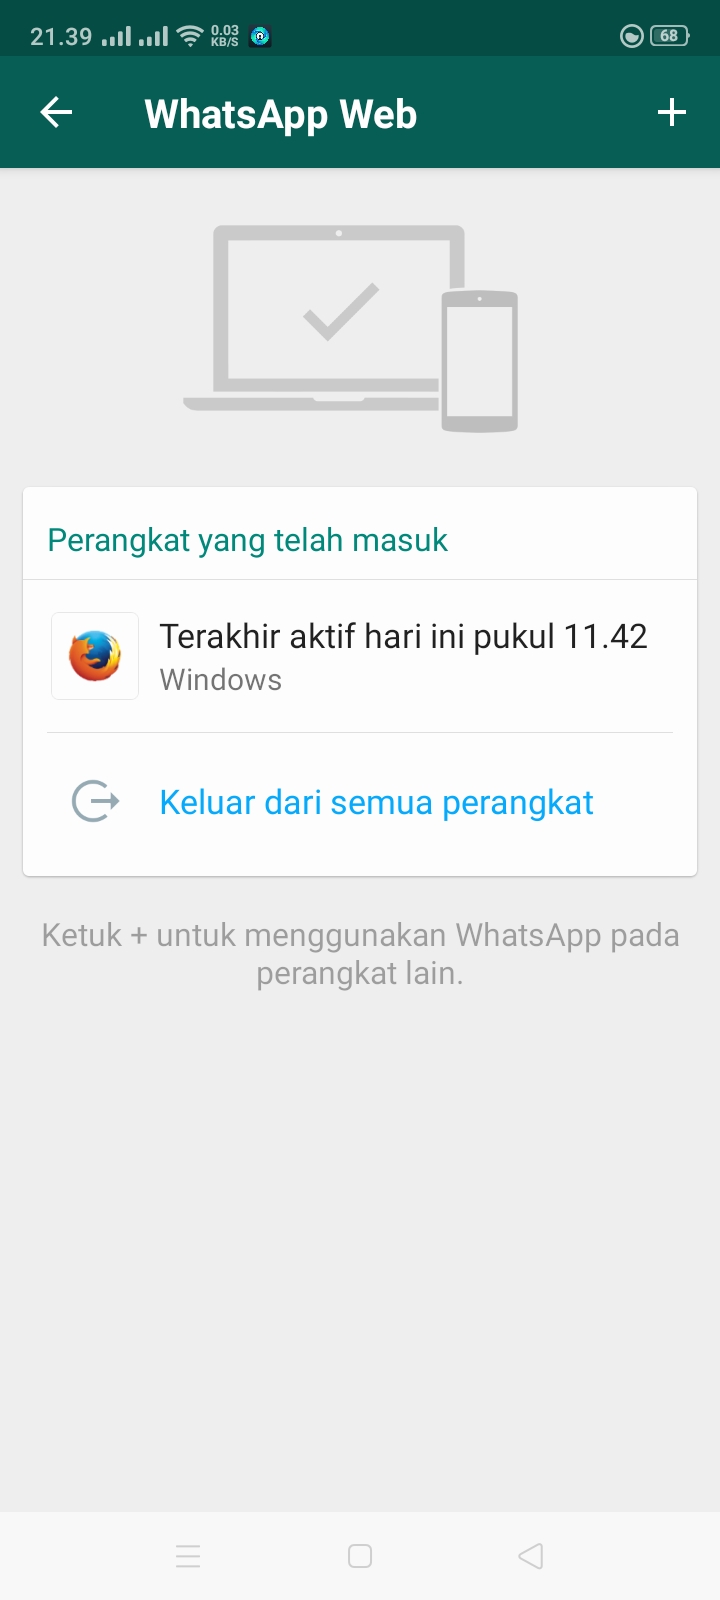 21.39
0.03
KB/S
68
WhatsApp Web
Perangkat yang telah masuk
Terakhir aktif hari ini pukul 11.42
Windows
Keluar dari semua perangkat
Ketuk + untuk menggunakan WhatsApp pada
perangkat lain.